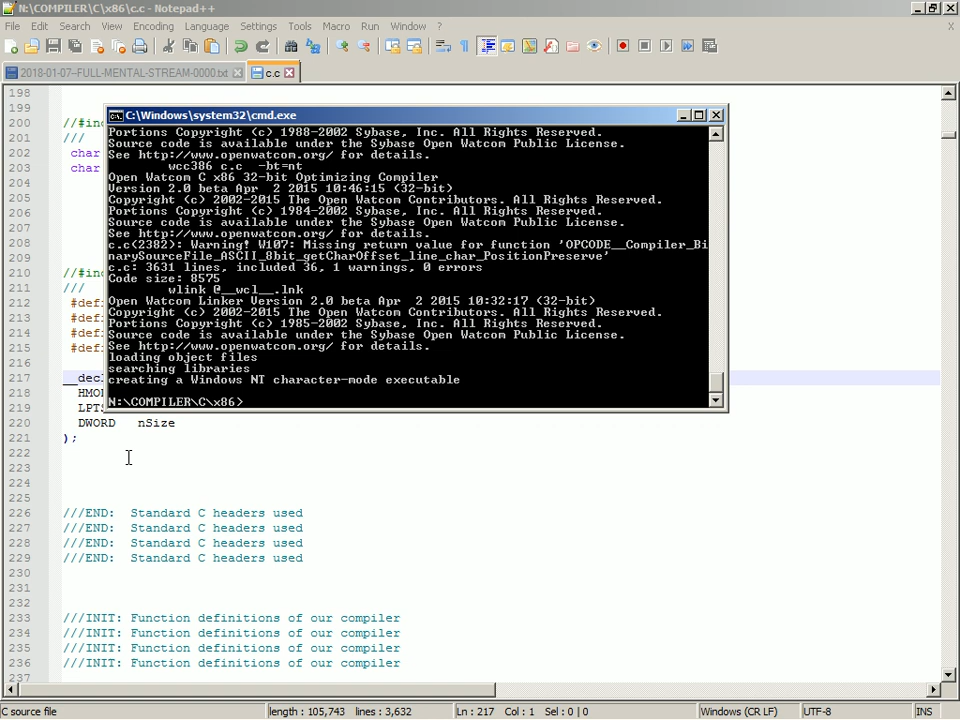 N:\COMPILER\C\x86\c.c - Notepad++
File Edit Search View Encoding Language Settings Tools Macro Run Window ?
X
2018-01-07--FULL-MENTAL-STREAM-0000.txt c.c
198
199
200 //#in
201 ///
202 char
203 char
204
205
206
207
208
209
210 //#in
211 ///
212 #defi
213 #defi
214 #defi
215 #defi
216
217 __decl
218 HMO
219 LPTS
220 DWORD nSize
221 );
222
223
224
225
226 ///END: Standard C headers used
227 ///END: Standard C headers used
228 ///END: Standard C headers used
229 ///END: Standard C headers used
230
231
232
233 ///INIT: Function definitions of our compiler
234 ///INIT: Function definitions of our compiler
235 ///INIT: Function definitions of our compiler
236 ///INIT: Function definitions of our compiler
237
C:\Windows\system32\cmd.exe
Portions Copyright (c) 1988-2002 Sybase, Inc. All Rights Reserved.
Source code is available under the Sybase Open Watcom Public License.
See http://www.openwatcom.org/ for details.
wcc386 c.c -bt=nt
Open Watcom C x86 32-bit Optimizing Compiler
Version 2.0 beta Apr 2 2015 10:46:15 (32-bit)
Copyright (c) 2002-2015 The Open Watcom Contributors. All Rights Reserved.
Portions Copyright (c) 1984-2002 Sybase, Inc. All Rights Reserved.
Source code is available under the Sybase Open Watcom Public License.
See http://www.openwatcom.org/ for details.
c.c(2382): Warning! W107: Missing return value for function 'OPCODE__Compiler_Bi
narySourceFile_ASCII_8bit_getCharOffset_line_char_PositionPreserve'
c.c: 3631 lines, included 36, 1 warnings, 0 errors
Code size: 8575
wlink @__wcl__.lnk
Open Watcom Linker Version 2.0 beta Apr 2 2015 10:32:17 (32-bit)
Copyright (c) 2002-2015 The Open Watcom Contributors. All Rights Reserved.
Portions Copyright (c) 1985-2002 Sybase, Inc. All Rights Reserved.
Source code is available under the Sybase Open Watcom Public License.
See http://www.openwatcom.org/ for details.
loading object files
searching libraries
creating a Windows NT character-mode executable
N:\COMPILER\C\x86>
C source file length : 105,743 lines : 3,632 Ln : 217 Col : 1 Sel : 0 | 0 Windows (CR LF) UTF-8 INS